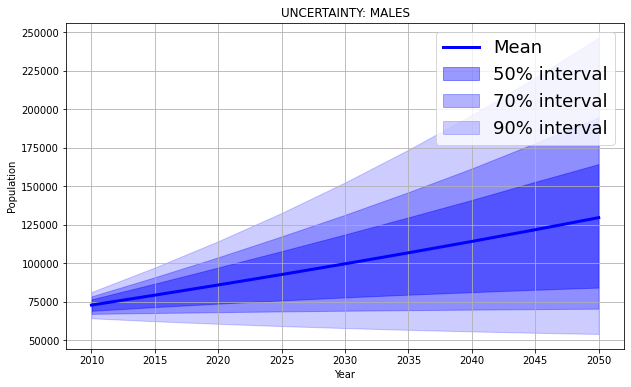 UNCERTAINTY: MALES
250000
225000
200000
175000
150000
125000
100000
75000
50000
Population
Mean
50% interval
70% interval
90% interval
2010 2015 2020 2025 2030 2035 2040 2045 2050
Year